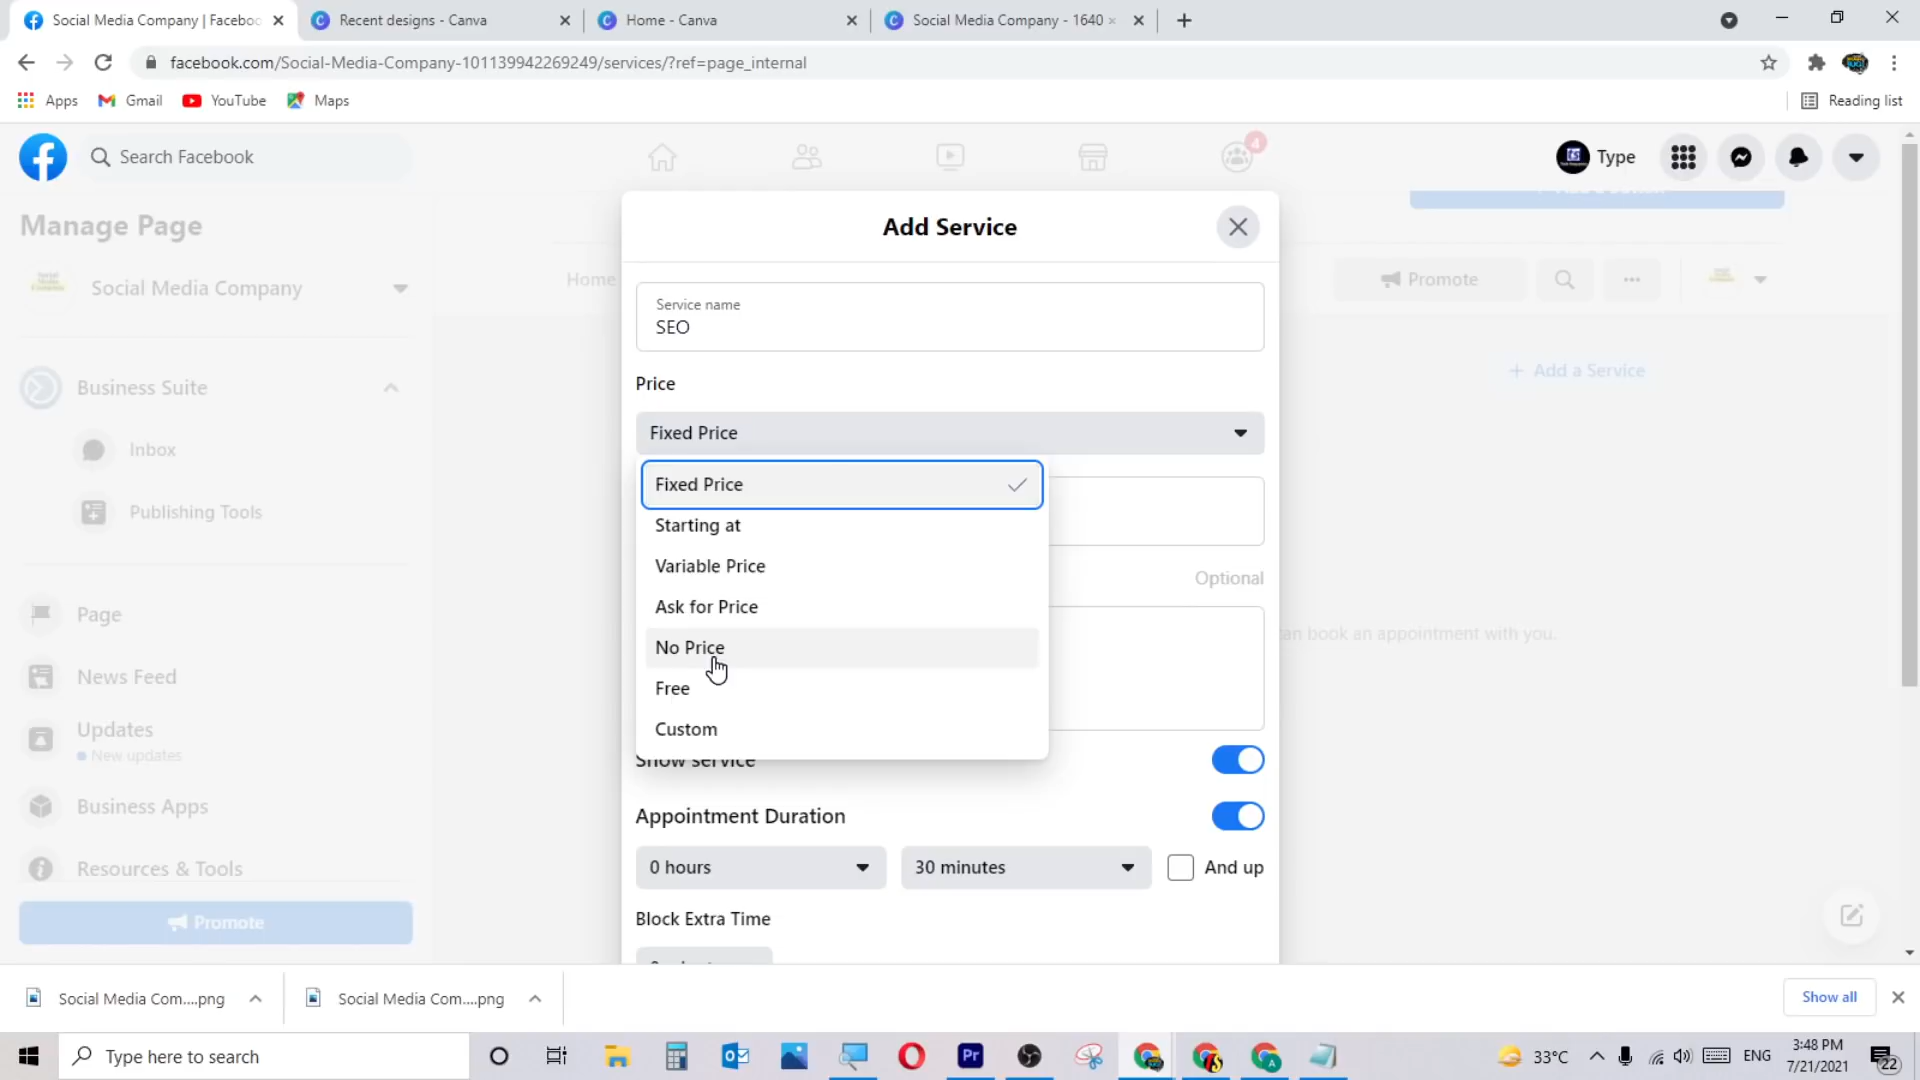 Social Media Company | Faceboo
Recent designs - Canva
Home - Canva
Social Media Company - 1640 ×
facebook.com/Social-Media-Company-101139942269249/services/?ref=page_internal
Apps
Gmail
YouTube
Maps
Reading list
Search Facebook
4
Type
Manage Page
Social Media Company
Business Suite
Inbox
Publishing Tools
Page
News Feed
Updates
New updates
Business Apps
Resources & Tools
Promote
Home
Promote
+ Add a Service
can book an appointment with you.
Add Service
Service name
SEO
Price
Fixed Price
Fixed Price
Starting at
Variable Price
Ask for Price
No Price
Free
Custom
Optional
Show service
Appointment Duration
0 hours
30 minutes
And up
Block Extra Time
Social Media Com....png
Social Media Com....png
Show all
Type here to search
Pr
33°C
ENG
3:48 PM
7/21/2021
22